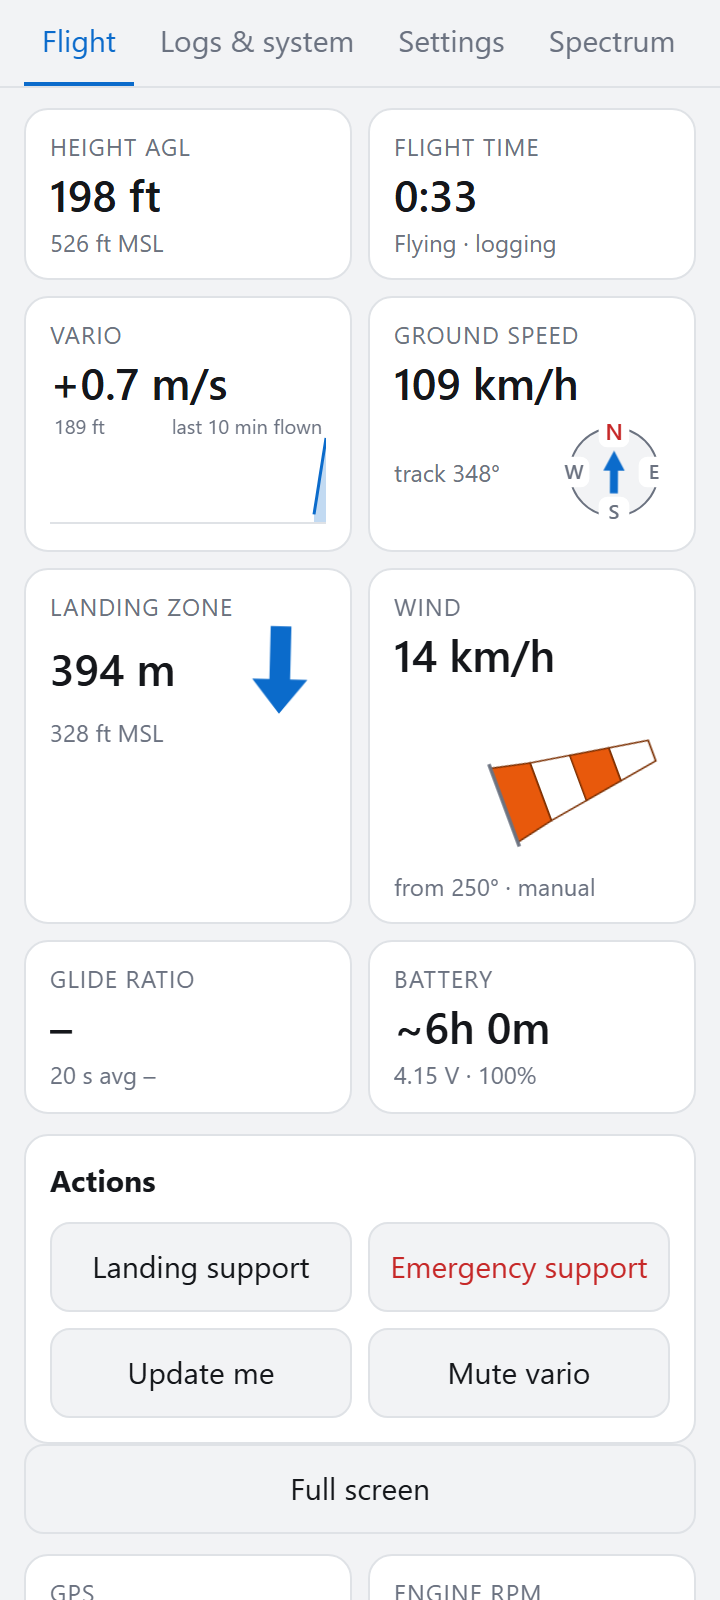 Flight Logs & system Settings Spectrum
HEIGHT AGL
198 ft
526 ft MSL
FLIGHT TIME
0:33
Flying · logging
VARIO
+0.7 m/s
189 ft last 10 min flown
GROUND SPEED
109 km/h
track 348°
N
W E
S
LANDING ZONE
394 m
328 ft MSL
WIND
14 km/h
from 250° · manual
GLIDE RATIO
–
20 s avg –
BATTERY
~6h 0m
4.15 V · 100%
Actions
Landing support
Emergency support
Update me
Mute vario
Full screen
GPS
ENGINE RPM